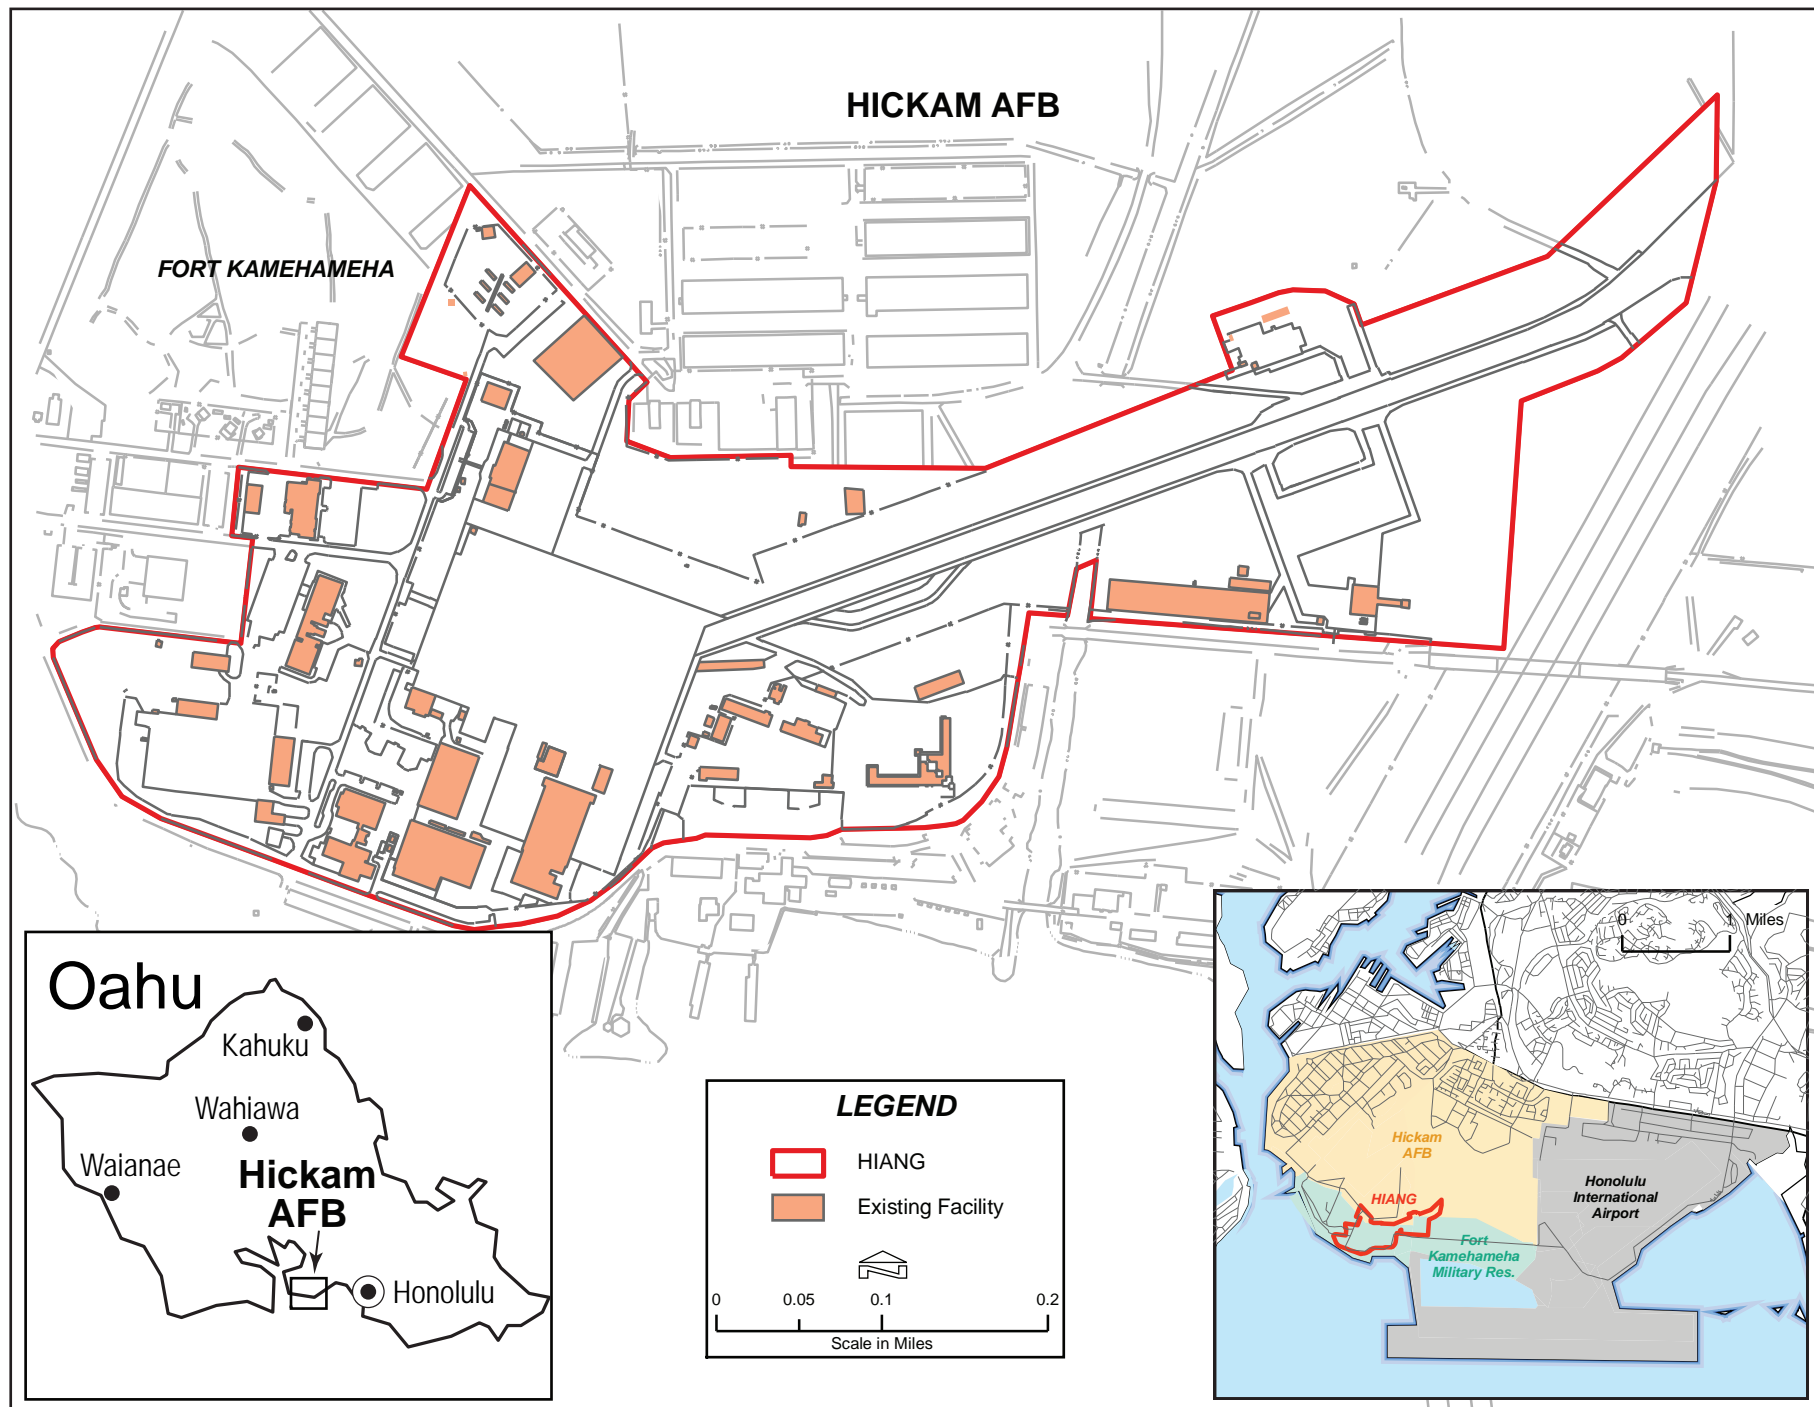 HICKAM AFB
FORT KAMEHAMEHA
Oahu
Kahuku
Wahiawa
Waianae
Hickam
AFB
Honolulu
LEGEND
HIANG
Existing Facility
N
0 0.05 0.1 0.2
Scale in Miles
0 1 Miles
Hickam
AFB
HIANG
Honolulu
International
Airport
Fort
Kamehameha
Military Res.